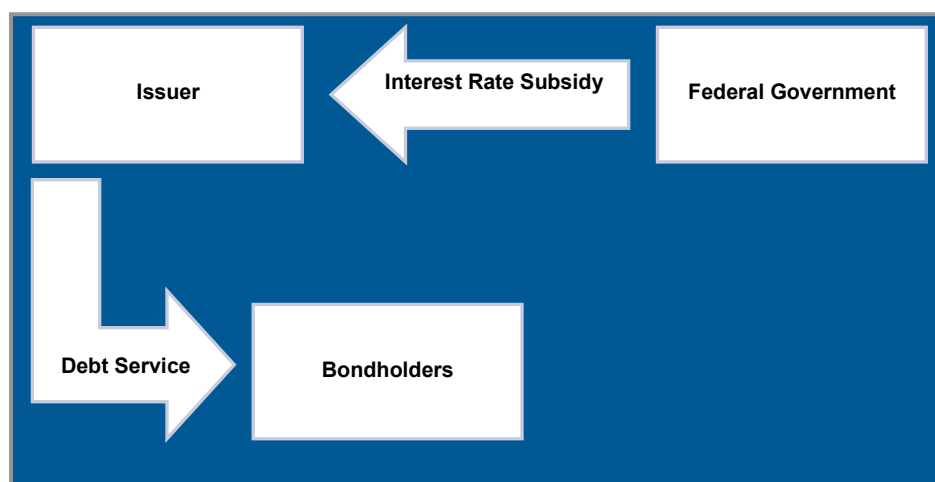 Issuer
Interest Rate Subsidy
Federal Government
Debt Service
Bondholders